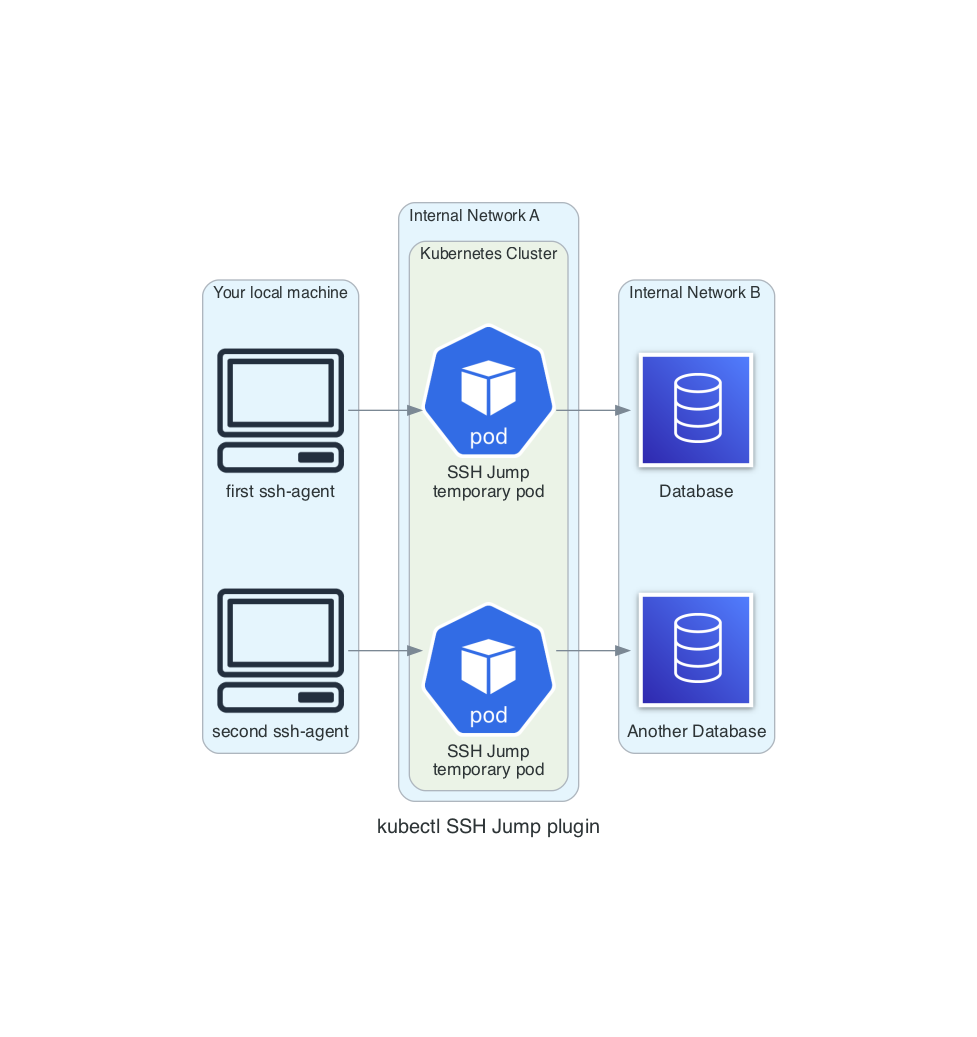 Internal Network A
Kubernetes Cluster
Your local machine
Internal Network B
pod
first ssh-agent
SSH Jump
temporary pod
Database
pod
second ssh-agent
SSH Jump
temporary pod
Another Database
kubectl SSH Jump plugin